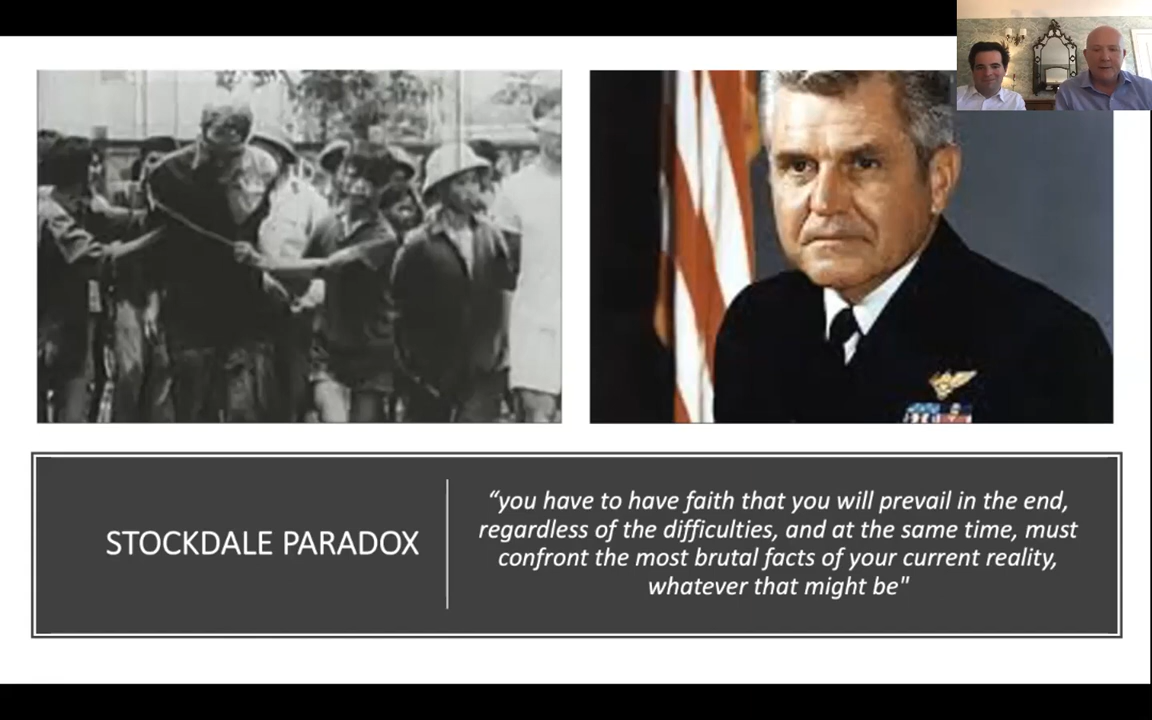 STOCKDALE PARADOX
“you have to have faith that you will prevail in the end,
regardless of the difficulties, and at the same time, must
confront the most brutal facts of your current reality,
whatever that might be"